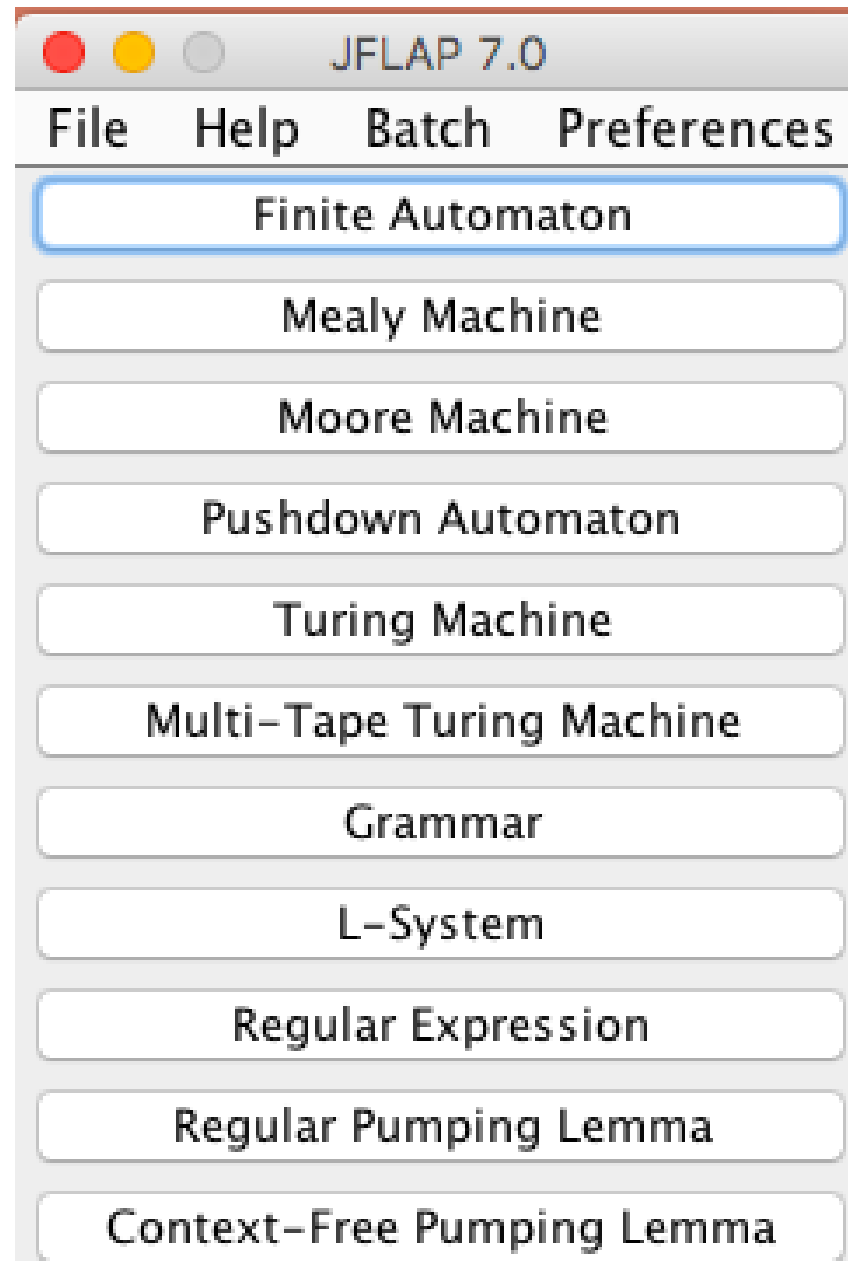 JFLAP 7.0
File Help Batch Preferences
Finite Automaton
Mealy Machine
Moore Machine
Pushdown Automaton
Turing Machine
Multi-Tape Turing Machine
Grammar
L-System
Regular Expression
Regular Pumping Lemma
Context-Free Pumping Lemma